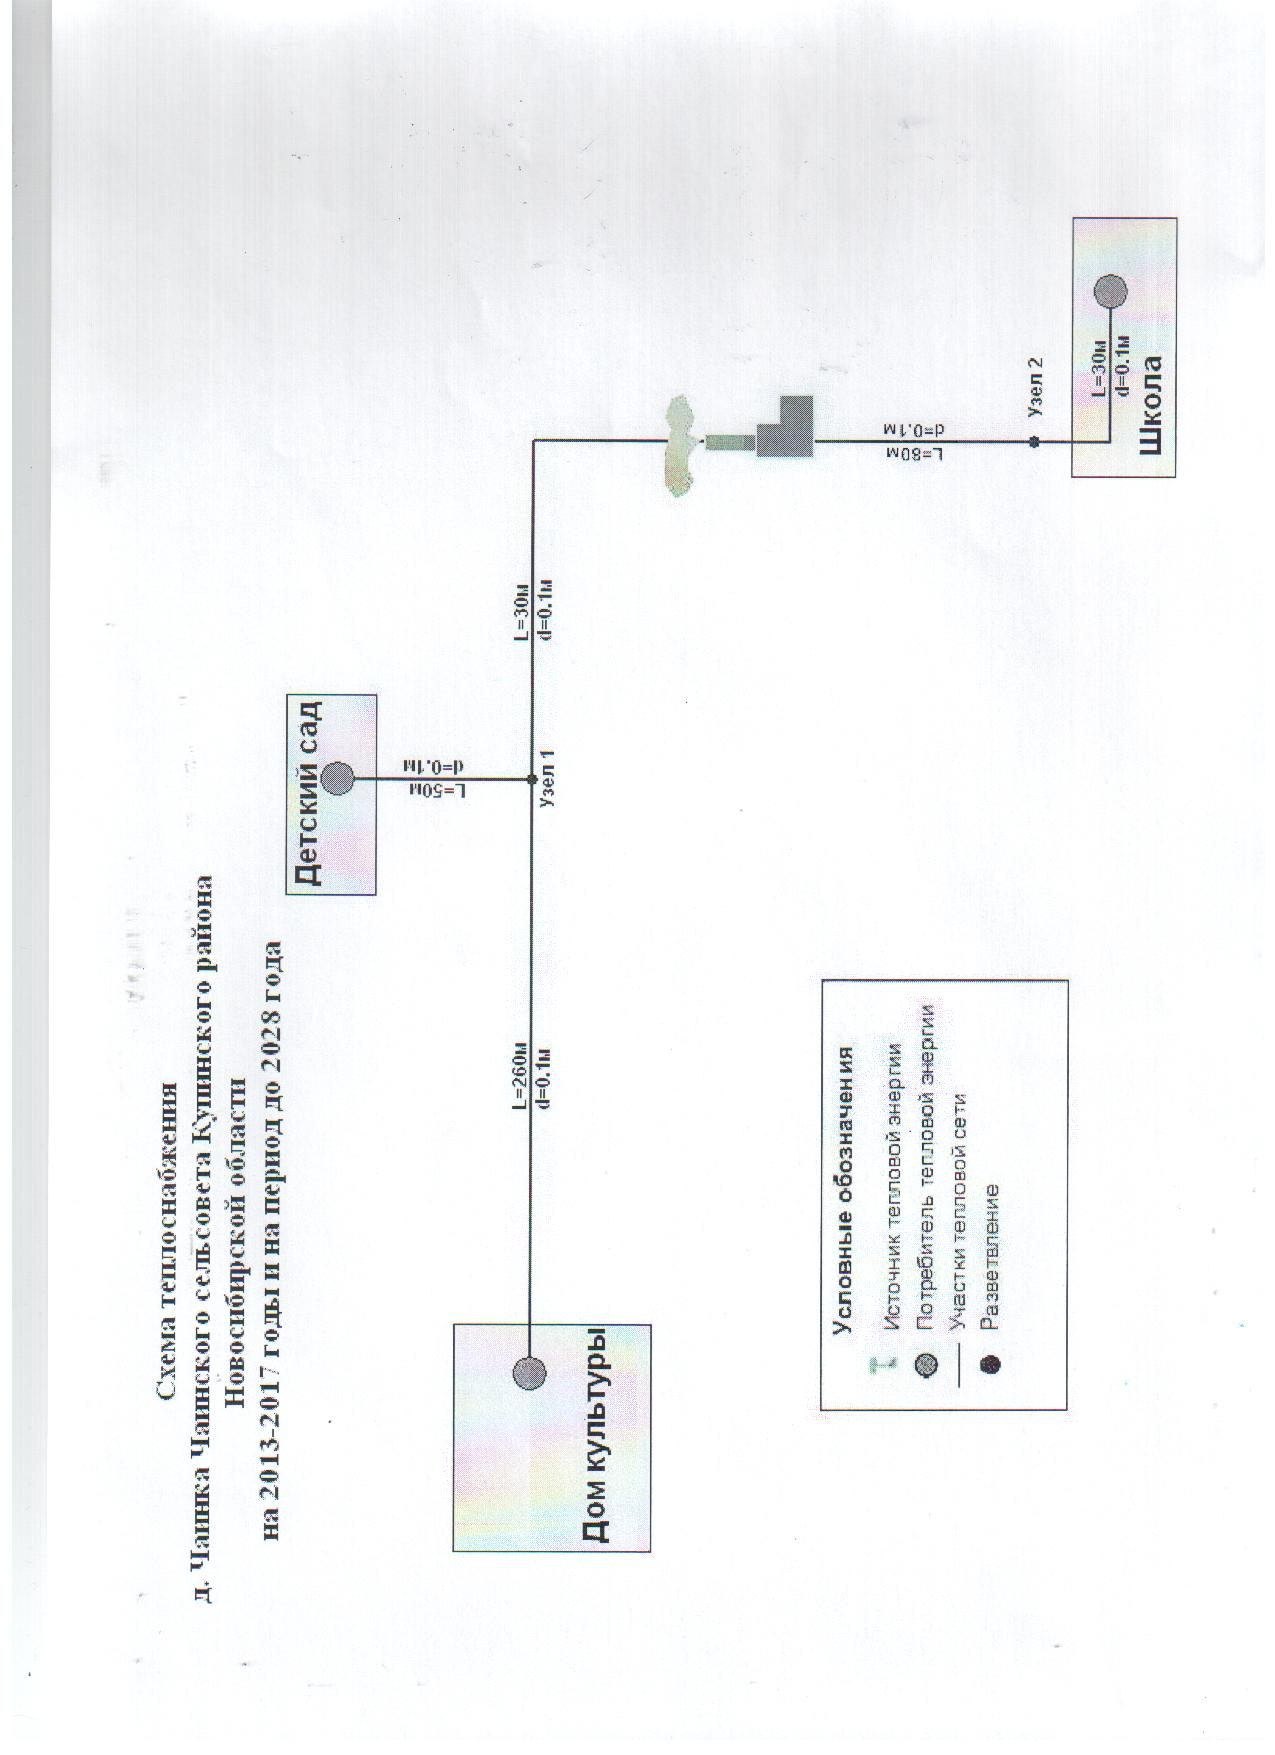 Схема теплоснабжения
д. Чаинка Чаинского сельсовета Купинского района
Новосибирской области
на 2013-2017 годы и на период до 2028 года
Детский сад
L=50м
d=0.1м
Узел 1
L=30м
d=0.1м
L=260м
d=0.1м
Дом культуры
L=80м
d=0.1м
Узел 2
L=30м
d=0.1м
Школа
Условные обозначения
Источник тепловой энергии
Потребитель тепловой энергии
Участки тепловой сети
Разветвление